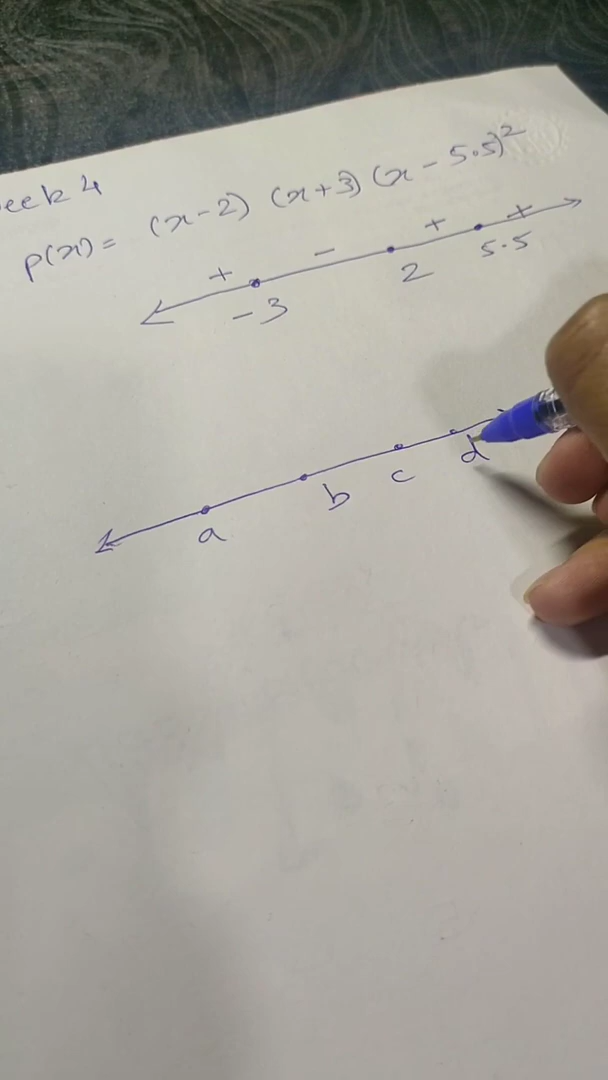 eek 4
p(x) = (x-2) (x+3) (x-5.5)²
+ - + +
-3 2 5.5
a b c d